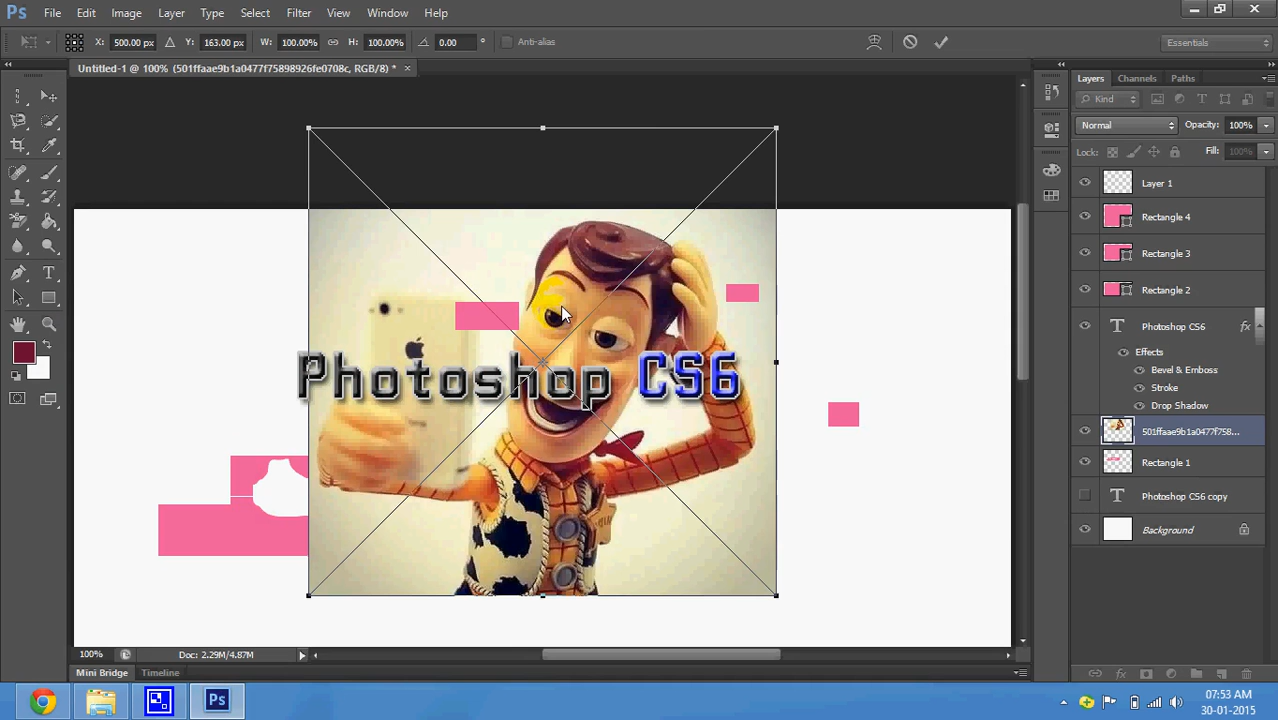 Ps File Edit Image Layer Type Select Filter View Window Help
X: 500.00 px Y: 163.00 px W: 100.00% H: 100.00% 0.00 ° Anti-alias Essentials
Untitled-1 @ 100% (501ffaae9b1a0477f75898926fe0708c, RGB/8) * ×
Layers Channels Paths
Kind
Normal Opacity: 100%
Lock: Fill: 100%
Layer 1
Rectangle 4
Rectangle 3
Rectangle 2
T Photoshop CS6 fx
Effects
Bevel & Emboss
Stroke
Drop Shadow
501ffaae9b1a0477f758...
Rectangle 1
T Photoshop CS6 copy
Background
Photoshop CS6
100% Doc: 2.29M/4.87M
Mini Bridge Timeline
Ps
07:53 AM
30-01-2015